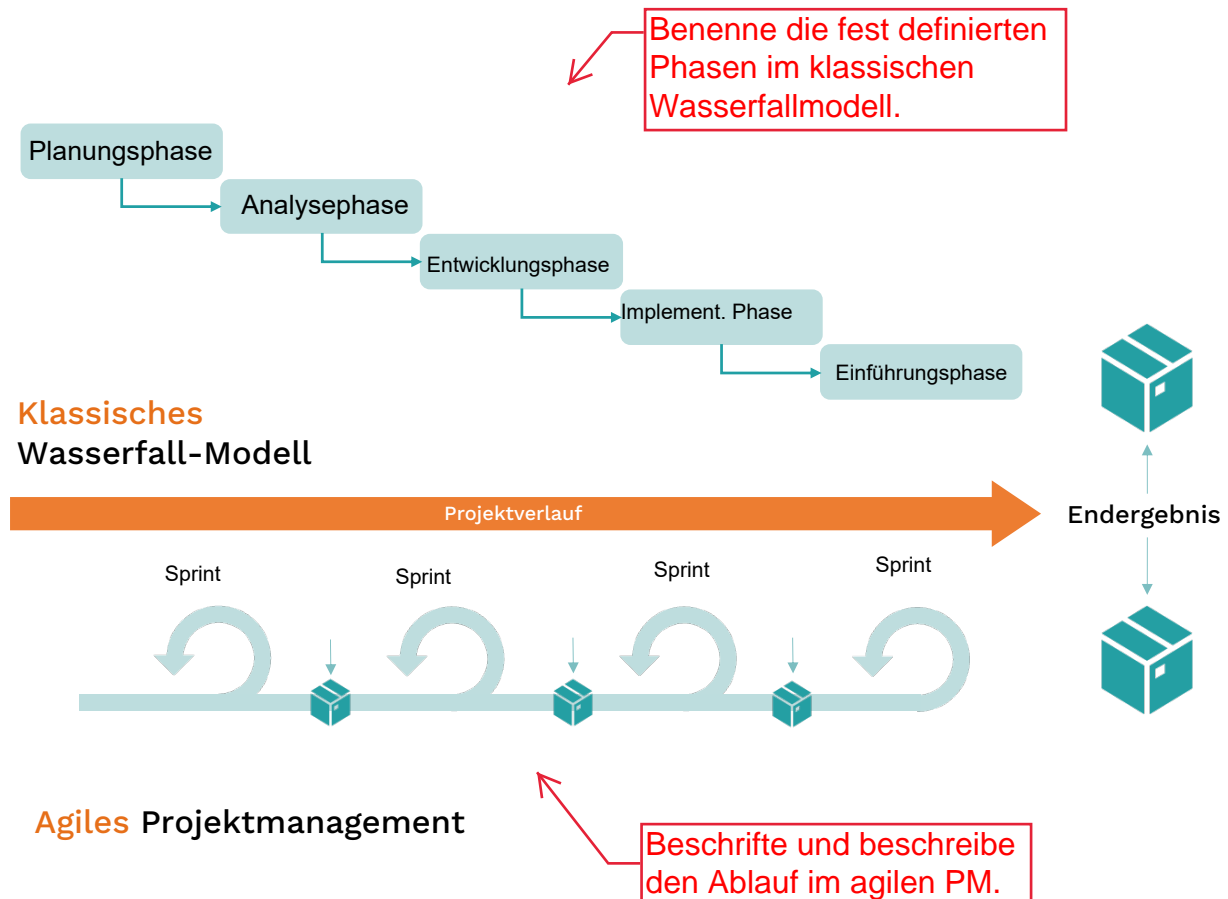 Benenne die fest definierten
Phasen im klassischen
Wasserfallmodell.
Planungsphase
Analysephase
Entwicklungsphase
Implement. Phase
Einführungsphase
Klassisches
Wasserfall-Modell
Projektverlauf
Endergebnis
Sprint
Sprint
Sprint
Sprint
Agiles Projektmanagement
Beschrifte und beschreibe
den Ablauf im agilen PM.